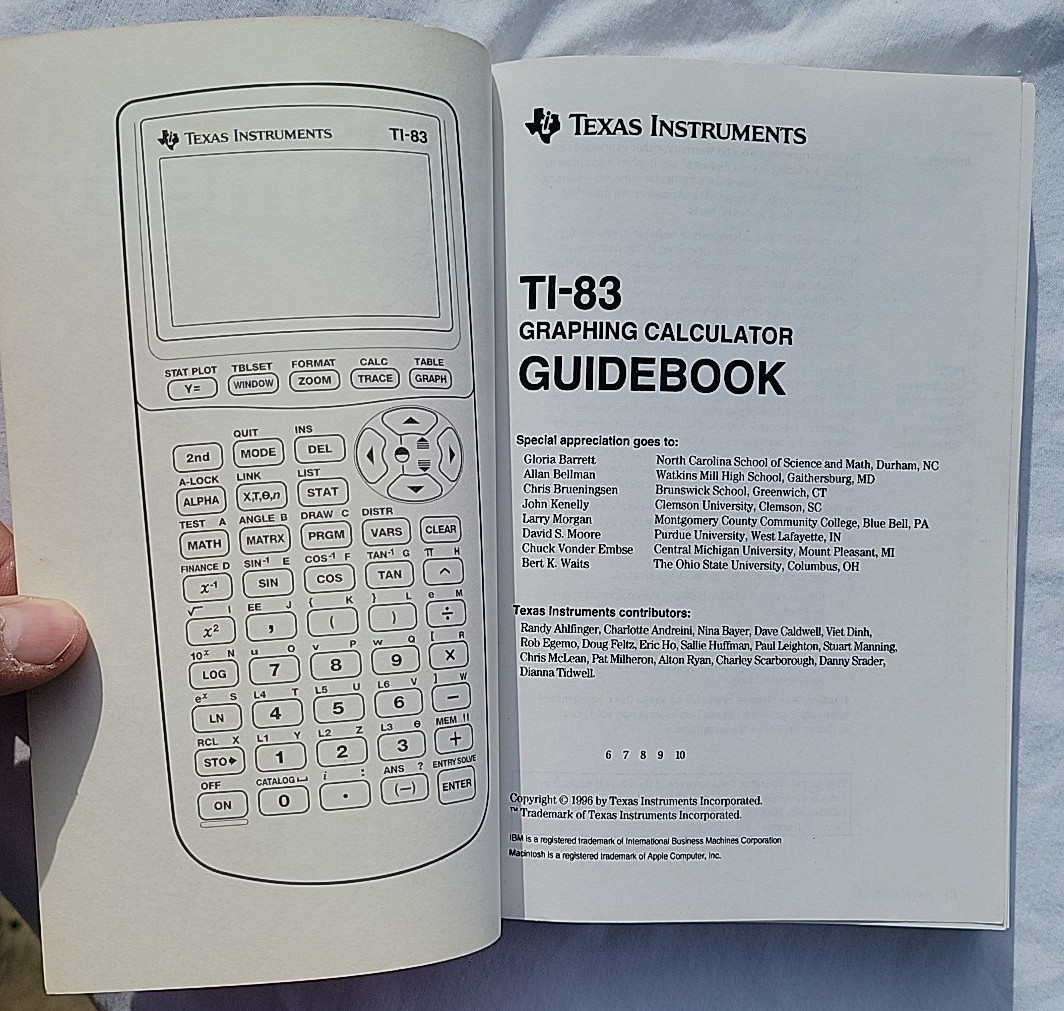 TEXAS INSTRUMENTS TI-83
STAT PLOT TBLSET FORMAT CALC TABLE
Y= WINDOW ZOOM TRACE GRAPH
QUIT INS
2nd MODE DEL
A-LOCK LINK LIST
ALPHA X,T,Θ,n STAT
TEST A ANGLE B DRAW C DISTR
MATH MATRX PRGM VARS CLEAR
FINANCE D SIN⁻¹ E COS⁻¹ F TAN⁻¹ G π H
x⁻¹ SIN COS TAN ^
√ I EE J { K } L e M
x² , ( ) ÷
10ˣ N u O v P w Q [ R
LOG 7 8 9 X
eˣ S L4 T L5 U L6 V ] W
LN 4 5 6 −
RCL X L1 Y L2 Z L3 θ MEM "
STO▶ 1 2 3 +
OFF CATALOG ⎵ i : ANS ? ENTRY SOLVE
ON 0 . (−) ENTER
TEXAS INSTRUMENTS
TI-83
GRAPHING CALCULATOR
GUIDEBOOK
Special appreciation goes to:
Gloria Barrett North Carolina School of Science and Math, Durham, NC
Allan Bellman Watkins Mill High School, Gaithersburg, MD
Chris Brueningsen Brunswick School, Greenwich, CT
John Kenelly Clemson University, Clemson, SC
Larry Morgan Montgomery County Community College, Blue Bell, PA
David S. Moore Purdue University, West Lafayette, IN
Chuck Vonder Embse Central Michigan University, Mount Pleasant, MI
Bert K. Waits The Ohio State University, Columbus, OH
Texas Instruments contributors:
Randy Ahlfinger, Charlotte Andreini, Nina Bayer, Dave Caldwell, Viet Dinh,
Rob Egemo, Doug Feltz, Eric Ho, Sallie Huffman, Paul Leighton, Stuart Manning,
Chris McLean, Pat Milheron, Alton Ryan, Charley Scarborough, Danny Srader,
Dianna Tidwell.
6 7 8 9 10
Copyright © 1996 by Texas Instruments Incorporated.
™ Trademark of Texas Instruments Incorporated.
IBM is a registered trademark of International Business Machines Corporation
Macintosh is a registered trademark of Apple Computer, Inc.